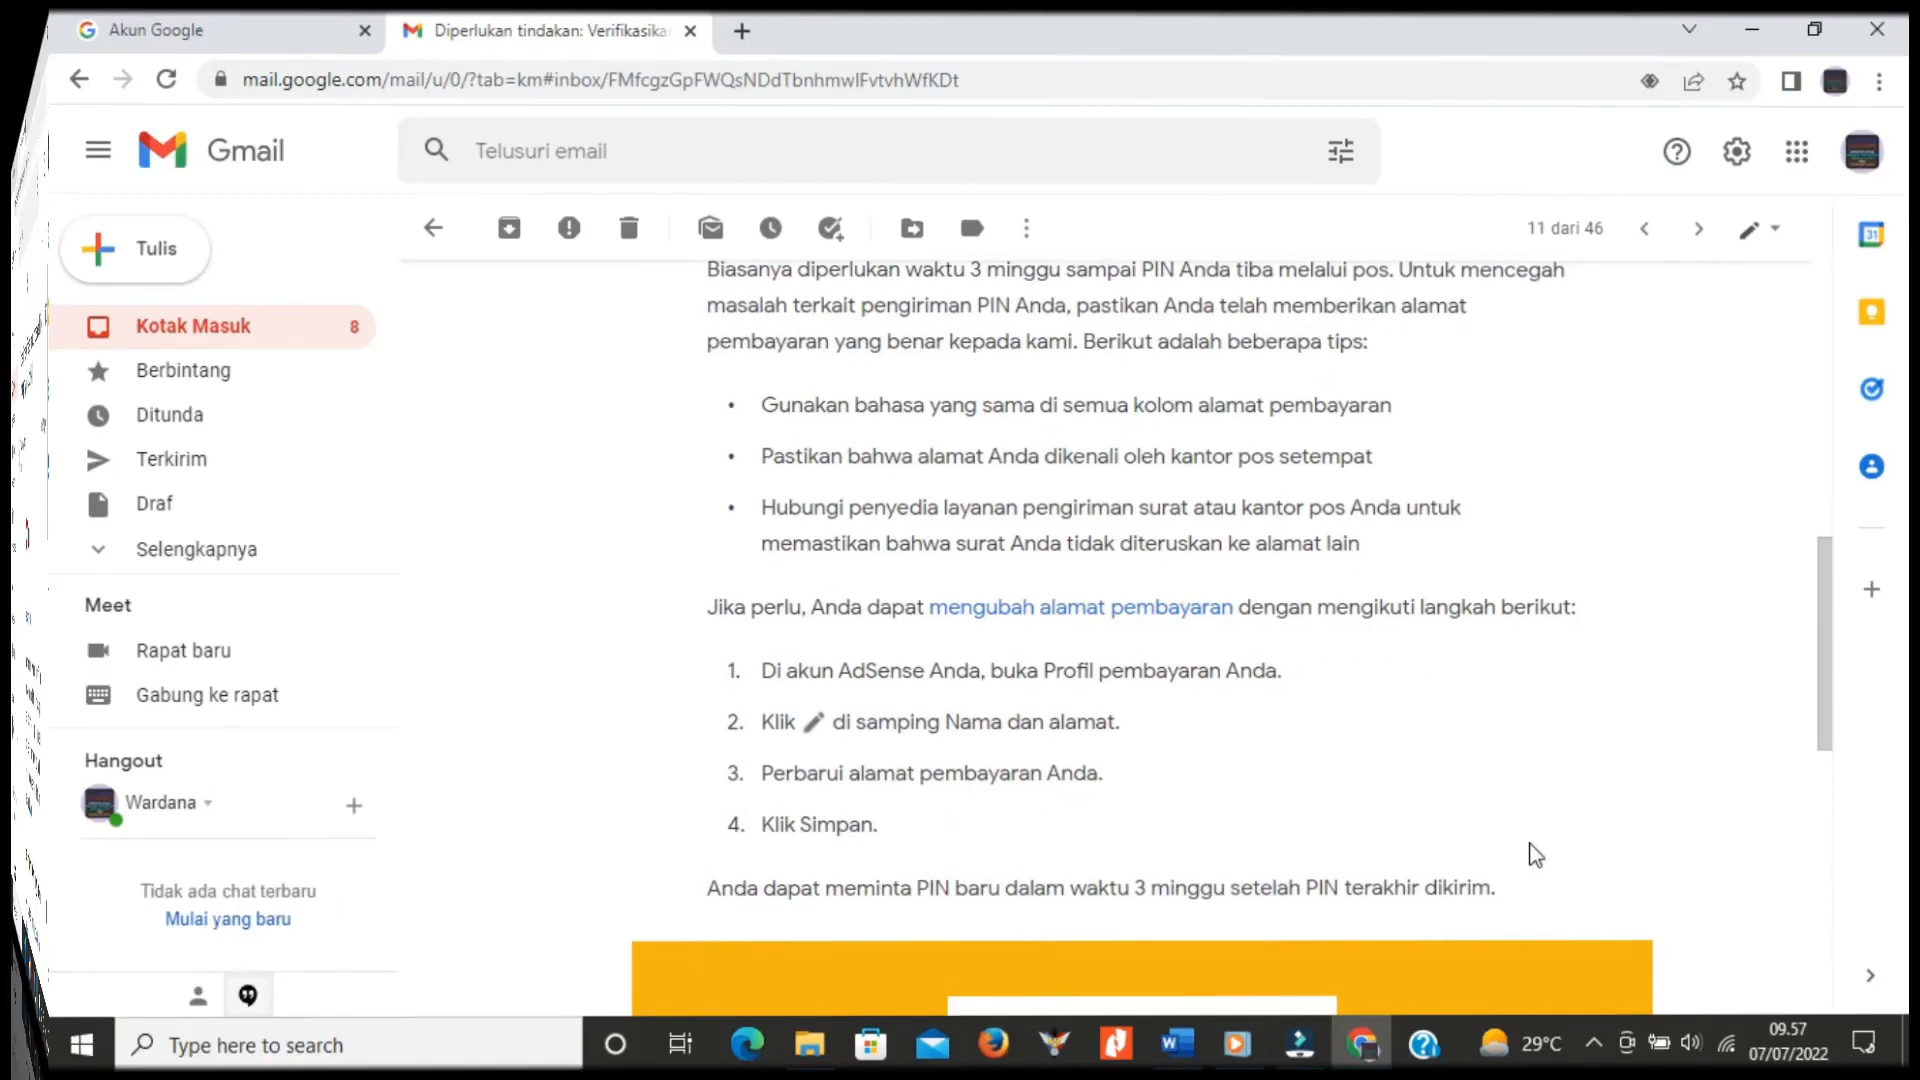 Akun Google
Diperlukan tindakan: Verifikasika
mail.google.com/mail/u/0/?tab=km#inbox/FMfcgzGpFWQsNDdTbnhmwlFvtvhWfKDt
Gmail
Telusuri email
Tulis
11 dari 46
31
Kotak Masuk 8
Berbintang
Ditunda
Terkirim
Draf
Selengkapnya
Meet
Rapat baru
Gabung ke rapat
Hangout
Wardana
Tidak ada chat terbaru
Mulai yang baru
Biasanya diperlukan waktu 3 minggu sampai PIN Anda tiba melalui pos. Untuk mencegah
masalah terkait pengiriman PIN Anda, pastikan Anda telah memberikan alamat
pembayaran yang benar kepada kami. Berikut adalah beberapa tips:
• Gunakan bahasa yang sama di semua kolom alamat pembayaran
• Pastikan bahwa alamat Anda dikenali oleh kantor pos setempat
• Hubungi penyedia layanan pengiriman surat atau kantor pos Anda untuk
memastikan bahwa surat Anda tidak diteruskan ke alamat lain
Jika perlu, Anda dapat mengubah alamat pembayaran dengan mengikuti langkah berikut:
1. Di akun AdSense Anda, buka Profil pembayaran Anda.
2. Klik di samping Nama dan alamat.
3. Perbarui alamat pembayaran Anda.
4. Klik Simpan.
Anda dapat meminta PIN baru dalam waktu 3 minggu setelah PIN terakhir dikirim.
Type here to search
29°C
09.57
07/07/2022